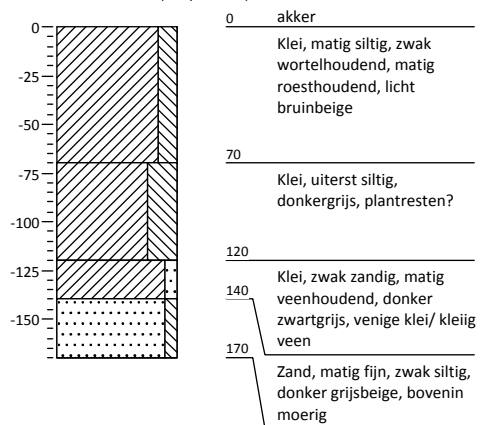 0
-25
-50
-75
-100
-125
-150
0 akker
Klei, matig siltig, zwak
wortelhoudend, matig
roesthoudend, licht
bruinbeige
70
Klei, uiterst siltig,
donkergrijs, plantresten?
120
Klei, zwak zandig, matig
veenhoudend, donker
zwartgrijs, venige klei/ kleiig
veen
140
170
Zand, matig fijn, zwak siltig,
donker grijsbeige, bovenin
moerig